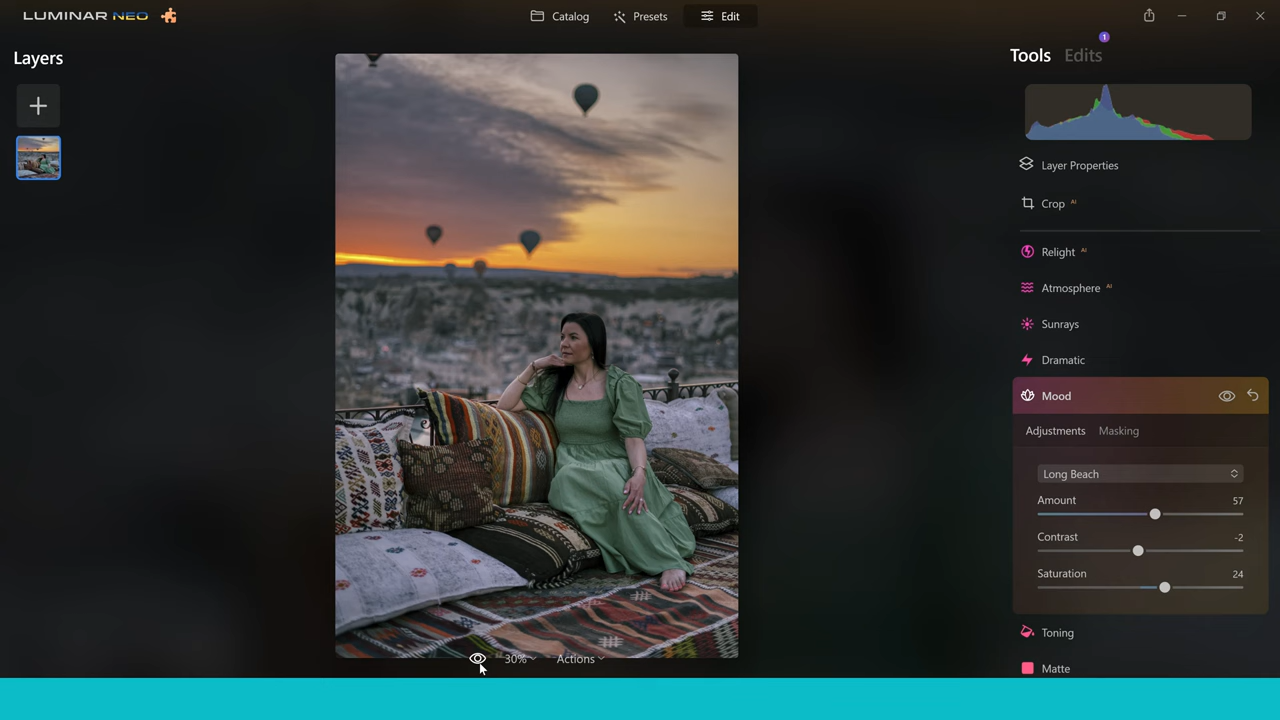 LUMINAR NEO
Catalog
Presets
Edit
Layers
1
Tools
Edits
Layer Properties
Crop AI
Relight AI
Atmosphere AI
Sunrays
Dramatic
Mood
Adjustments
Masking
Long Beach
Amount 57
Contrast -2
Saturation 24
Toning
Matte
30%
Actions